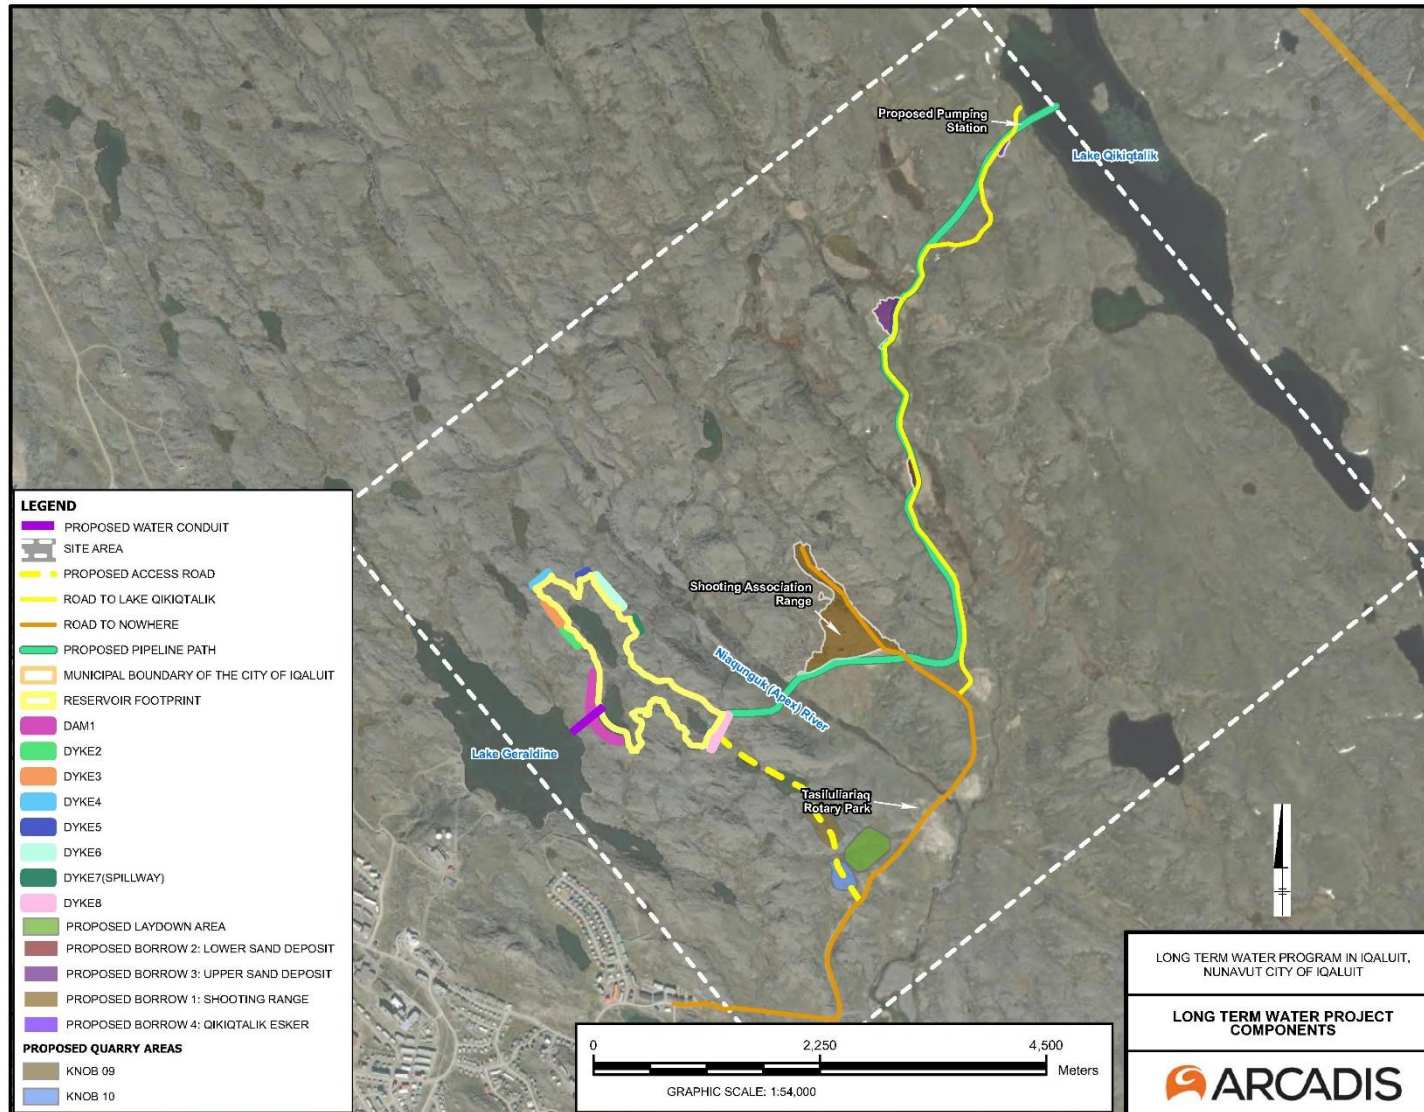 Proposed Pumping
Station
Lake Qikiqtalik
Shooting Association
Range
Niaqunguk (Apex) River
Lake Geraldine
Tasilullariaq
Rotary Park
LEGEND
PROPOSED WATER CONDUIT
SITE AREA
PROPOSED ACCESS ROAD
ROAD TO LAKE QIKIQTALIK
ROAD TO NOWHERE
PROPOSED PIPELINE PATH
MUNICIPAL BOUNDARY OF THE CITY OF IQALUIT
RESERVOIR FOOTPRINT
DAM1
DYKE2
DYKE3
DYKE4
DYKE5
DYKE6
DYKE7(SPILLWAY)
DYKE8
PROPOSED LAYDOWN AREA
PROPOSED BORROW 2: LOWER SAND DEPOSIT
PROPOSED BORROW 3: UPPER SAND DEPOSIT
PROPOSED BORROW 1: SHOOTING RANGE
PROPOSED BORROW 4: QIKIQTALIK ESKER
PROPOSED QUARRY AREAS
KNOB 09
KNOB 10
0 2,250 4,500
Meters
GRAPHIC SCALE: 1:54,000
LONG TERM WATER PROGRAM IN IQALUIT,
NUNAVUT CITY OF IQALUIT
LONG TERM WATER PROJECT
COMPONENTS
ARCADIS